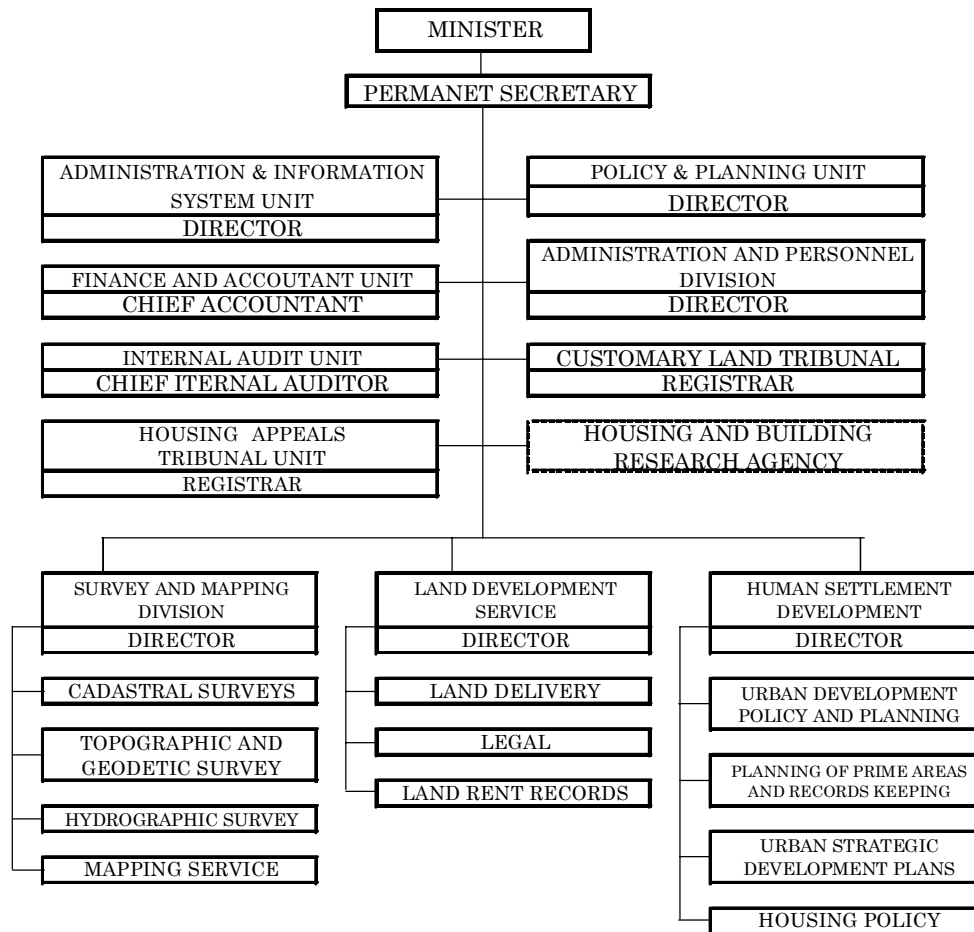 MINISTER
PERMANET SECRETARY
ADMINISTRATION & INFORMATION
SYSTEM UNIT
DIRECTOR
POLICY & PLANNING UNIT
DIRECTOR
FINANCE AND ACCOUTANT UNIT
CHIEF ACCOUNTANT
ADMINISTRATION AND PERSONNEL
DIVISION
DIRECTOR
INTERNAL AUDIT UNIT
CHIEF ITERNAL AUDITOR
CUSTOMARY LAND TRIBUNAL
REGISTRAR
HOUSING APPEALS
TRIBUNAL UNIT
REGISTRAR
HOUSING AND BUILDING
RESEARCH AGENCY
SURVEY AND MAPPING
DIVISION
DIRECTOR
CADASTRAL SURVEYS
TOPOGRAPHIC AND
GEODETIC SURVEY
HYDROGRAPHIC SURVEY
MAPPING SERVICE
LAND DEVELOPMENT
SERVICE
DIRECTOR
LAND DELIVERY
LEGAL
LAND RENT RECORDS
HUMAN SETTLEMENT
DEVELOPMENT
DIRECTOR
URBAN DEVELOPMENT
POLICY AND PLANNING
PLANNING OF PRIME AREAS
AND RECORDS KEEPING
URBAN STRATEGIC
DEVELOPMENT PLANS
HOUSING POLICY